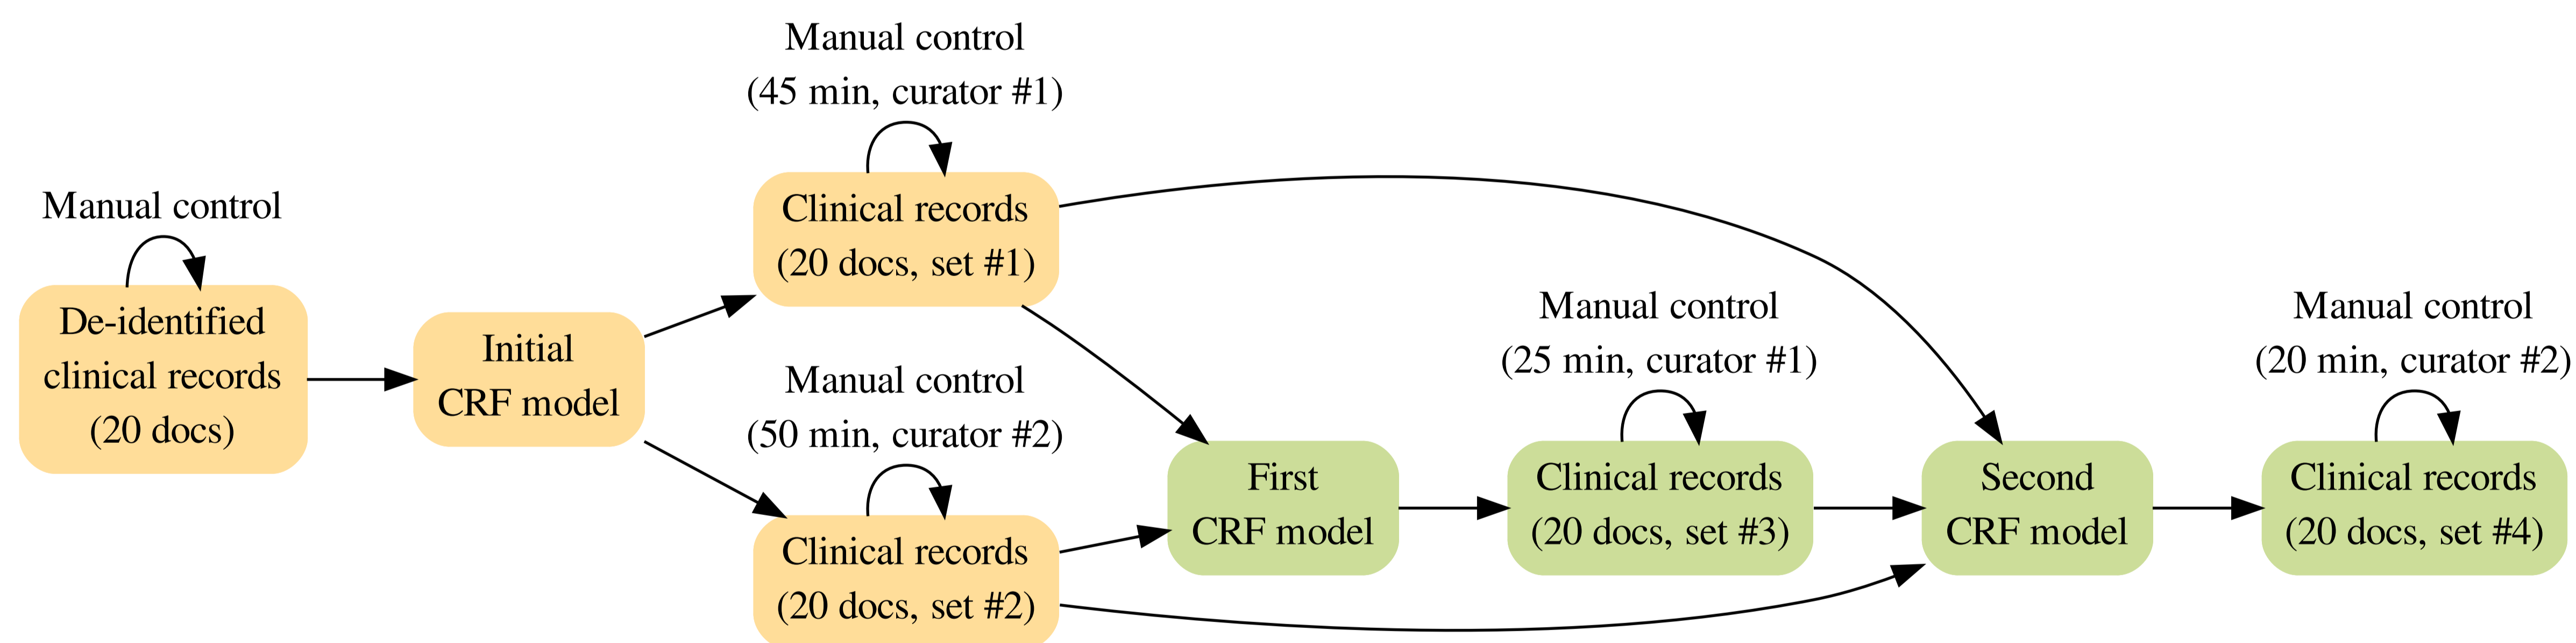 Manual control
De-identified
clinical records
(20 docs)
Initial
CRF model
Manual control
(45 min, curator #1)
Clinical records
(20 docs, set #1)
Manual control
(50 min, curator #2)
Clinical records
(20 docs, set #2)
First
CRF model
Manual control
(25 min, curator #1)
Clinical records
(20 docs, set #3)
Second
CRF model
Manual control
(20 min, curator #2)
Clinical records
(20 docs, set #4)